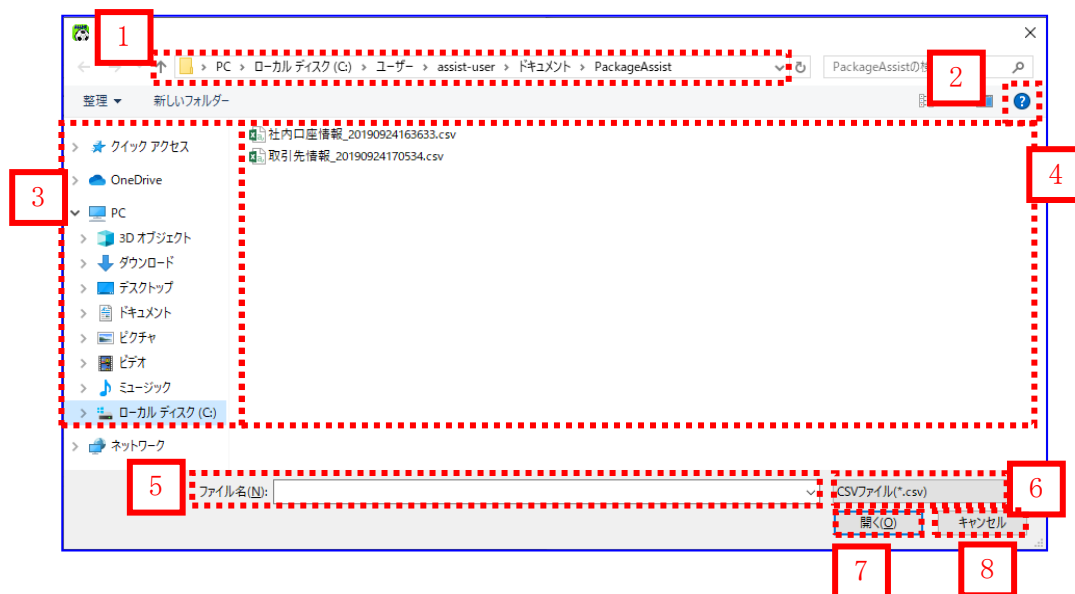 1
PC > ローカル ディスク (C:) > ユーザー > assist-user > ドキュメント > PackageAssist
PackageAssistの検
2
整理 新しいフォルダー
?
3
クイック アクセス
OneDrive
PC
3D オブジェクト
ダウンロード
デスクトップ
ドキュメント
ピクチャ
ビデオ
ミュージック
ローカル ディスク (C:)
ネットワーク
社内口座情報_20190924163633.csv
取引先情報_20190924170534.csv
4
5
ファイル名(N):
CSVファイル(*.csv)
6
開く(O)
キャンセル
7
8